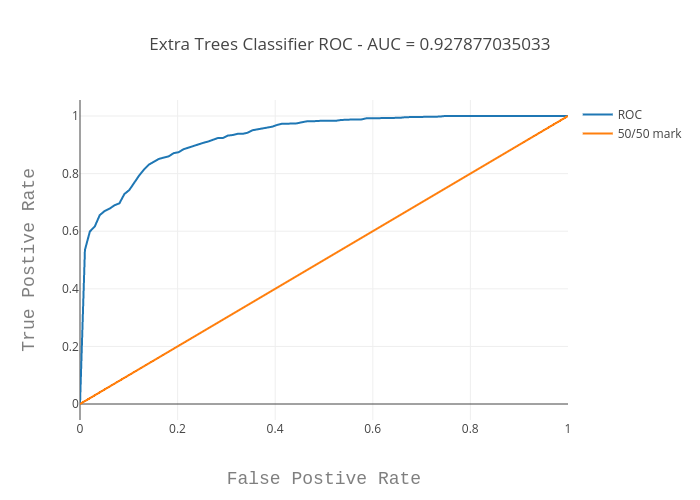 Extra Trees Classifier ROC - AUC = 0.927877035033
ROC
50/50 mark
True Postive Rate
1
0.8
0.6
0.4
0.2
0
0 0.2 0.4 0.6 0.8 1
False Postive Rate